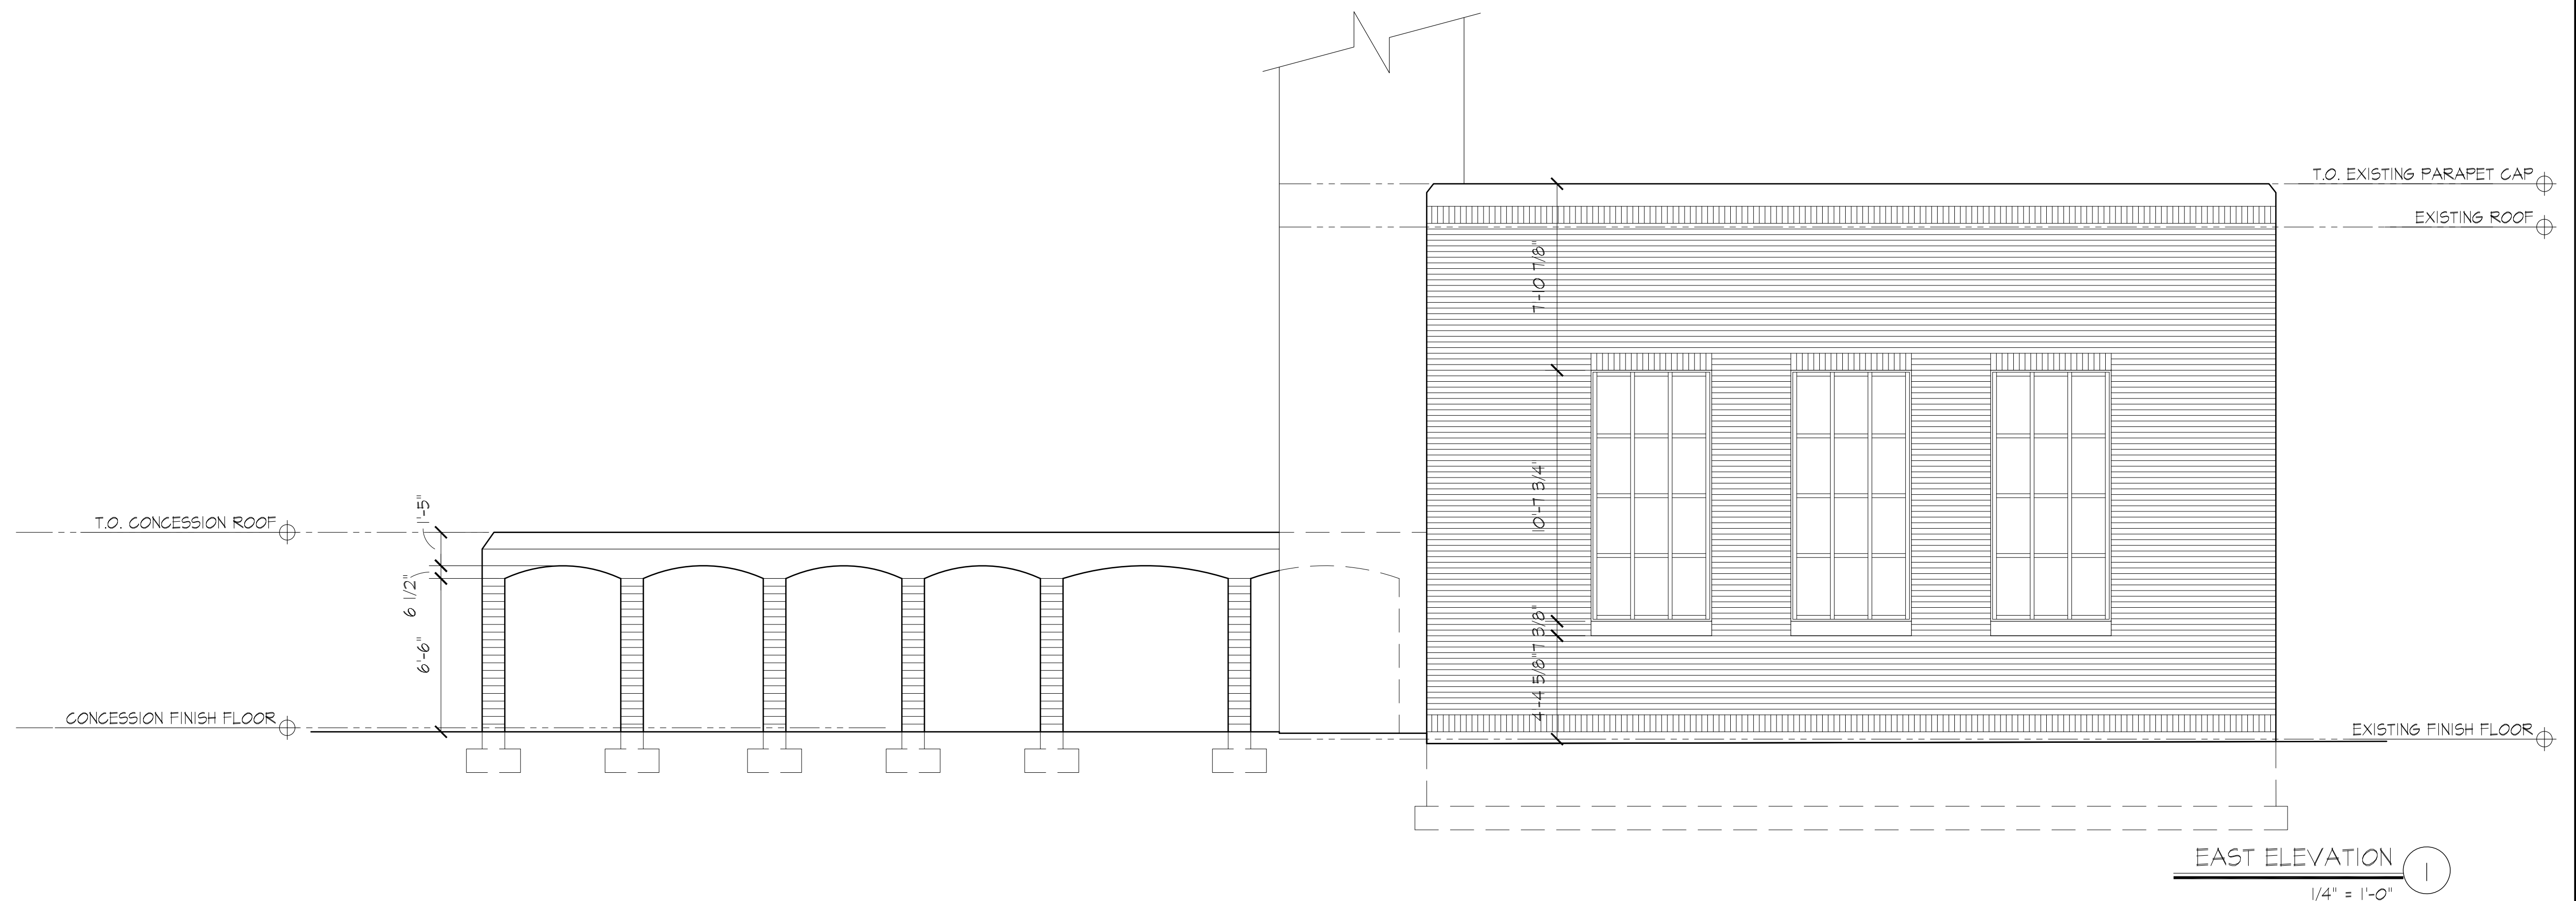 T.O. EXISTING PARAPET CAP
EXISTING ROOF
7'-10 7/8"
10'-7 3/4"
7 3/8"
4'-4 5/8"
1'-5"
T.O. CONCESSION ROOF
6 1/2"
6'-6"
CONCESSION FINISH FLOOR
EXISTING FINISH FLOOR
EAST ELEVATION
1
1/4" = 1'-0"